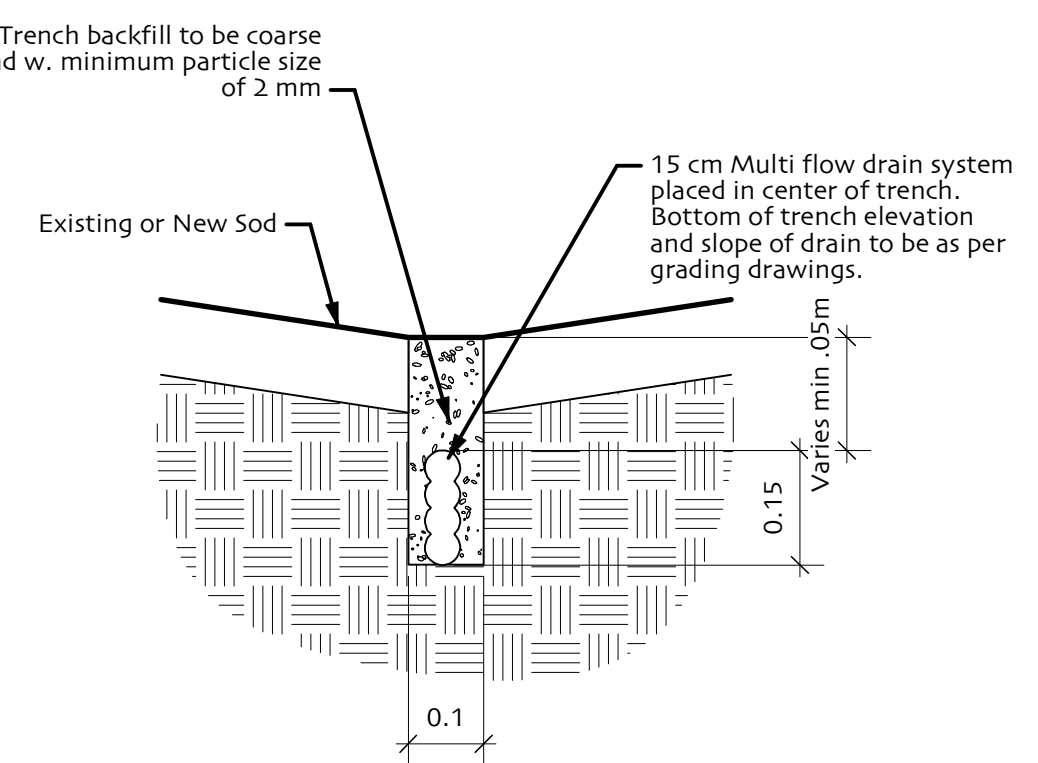 Trench backfill to be coarse
w. minimum particle size
of 2 mm
15 cm Multi flow drain system
placed in center of trench.
Bottom of trench elevation
and slope of drain to be as per
grading drawings.
Existing or New Sod
Varies min .05m
0.15
0.1